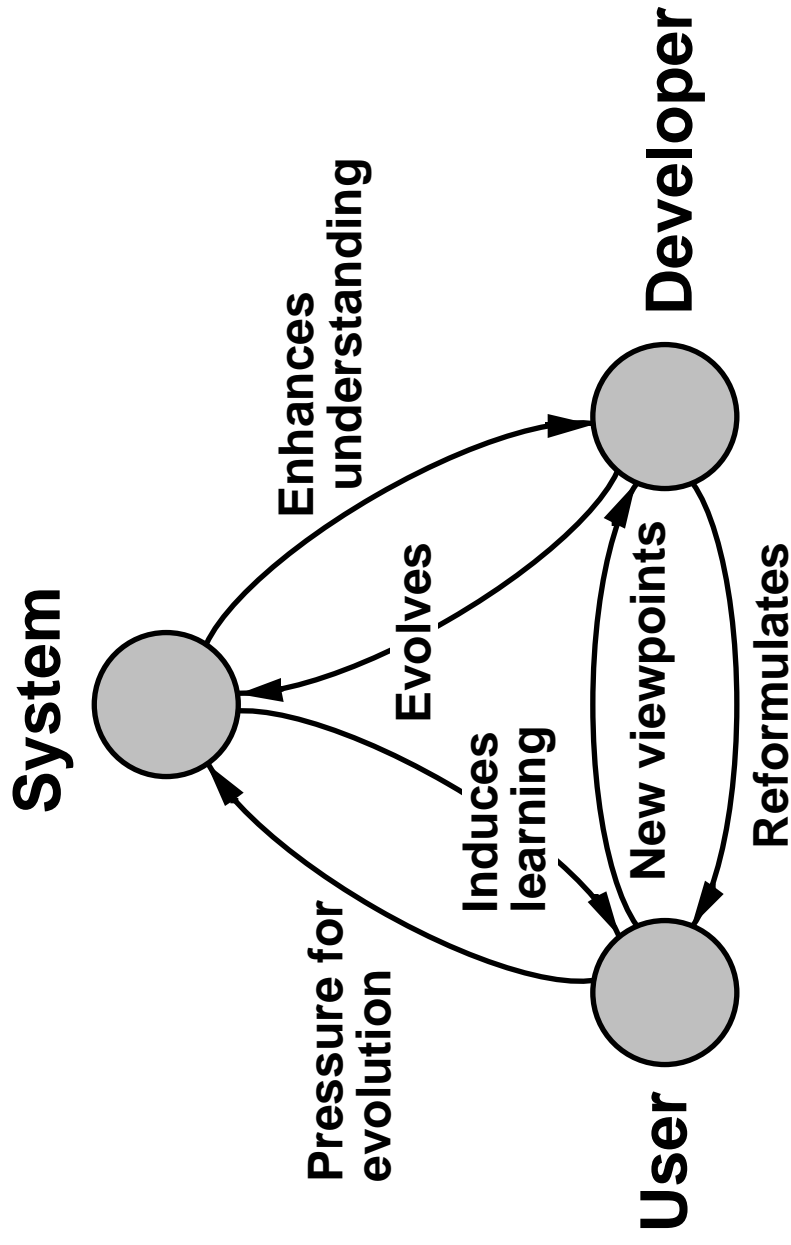 System
Enhances
understanding
Pressure for
evolution
Evolves
Induces
learning
New viewpoints
User
Developer
Reformulates